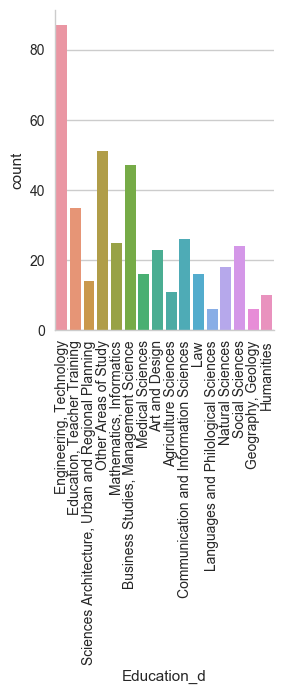 80
60
40
20
0
count
Engineering, Technology
Education, Teacher Training
Sciences Architecture, Urban and Regional Planning
Other Areas of Study
Mathematics, Informatics
Business Studies, Management Science
Medical Sciences
Art and Design
Agriculture Sciences
Communication and Information Sciences
Law
Languages and Philological Sciences
Natural Sciences
Social Sciences
Geography, Geology
Humanities
Education_d